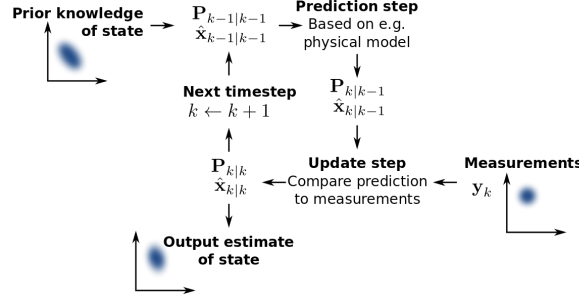 Prior knowledge
of state
P_{k-1|k-1}
x̂_{k-1|k-1}
Prediction step
Based on e.g.
physical model
P_{k|k-1}
x̂_{k|k-1}
Next timestep
k ← k + 1
P_{k|k}
x̂_{k|k}
Update step
Compare prediction
to measurements
Measurements
y_k
Output estimate
of state